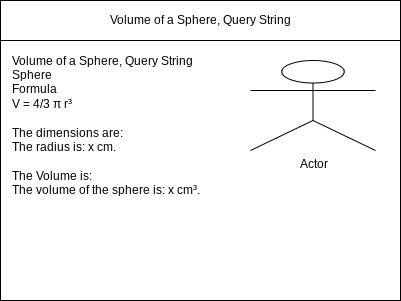 Volume of a Sphere, Query String
Volume of a Sphere, Query String
Sphere
Formula
V = 4/3 π r³
The dimensions are:
The radius is: x cm.
The Volume is:
The volume of the sphere is: x cm³.
Actor